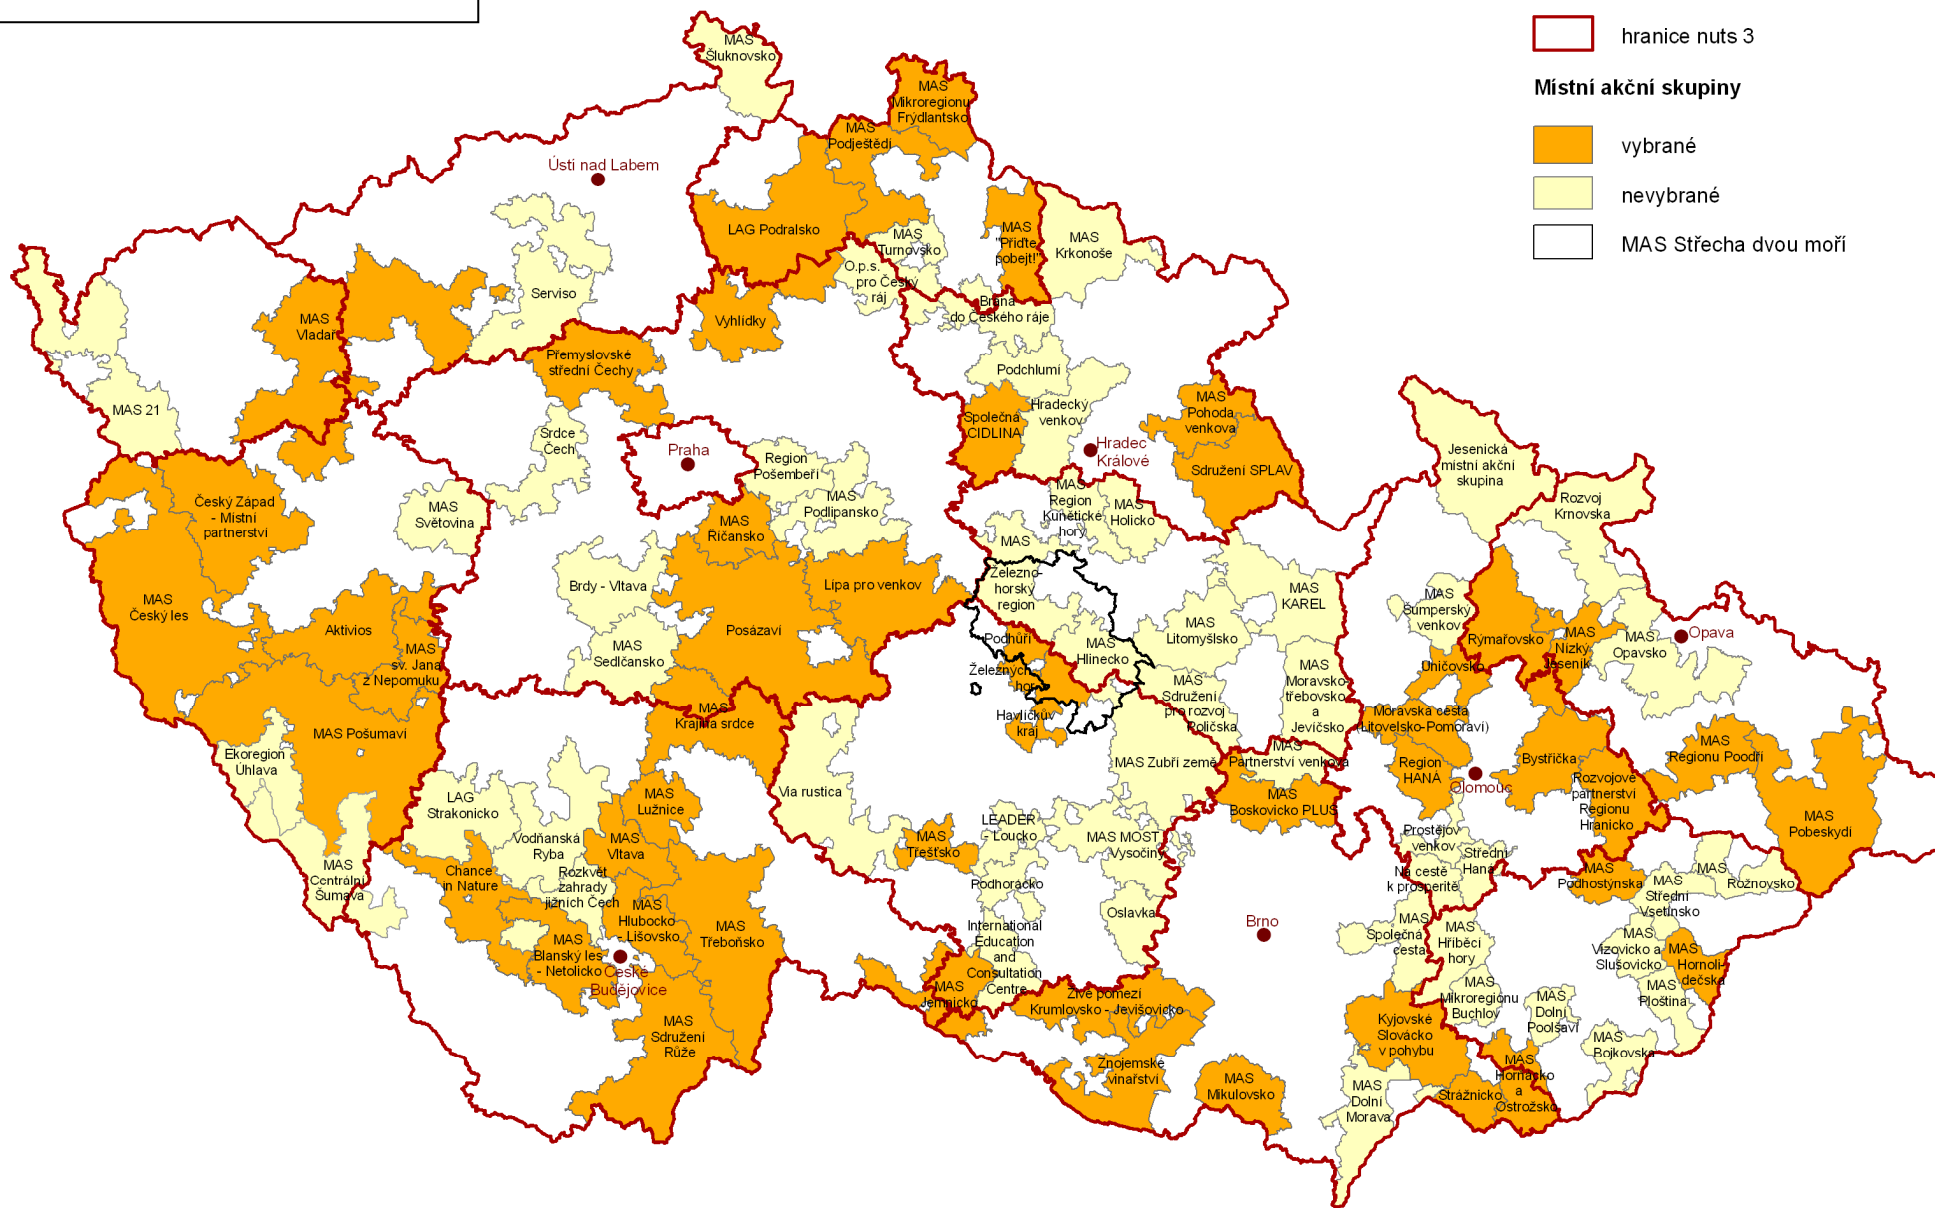 hranice nuts 3
Místní akční skupiny
vybrané
nevybrané
MAS Střecha dvou moří
MAS
Šluknovsko
MAS
Mikroregionu
Frýdlantsko
MAS
Podještědí
Ústí nad Labem
LAG Podralsko
MAS
Turnovsko
MAS
"Přiďte
pobejt!"
MAS
Krkonoše
O.p.s.
pro Český
ráj
Serviso
Brána
do Českého ráje
MAS
Vladař
Vyhlídky
Přemyslovské
střední Čechy
Podchlumí
MAS 21
Společná
CIDLINA
Hradecký
venkov
MAS
Pohoda
venkova
Srdce
Čech
Praha
Hradec
Králové
Sdružení SPLAV
Region
Pošembeří
Jesenická
místní akční
skupina
Český Západ
- Místní
partnerství
MAS
Světovina
MAS
Podlipansko
MAS
Region
Kunětické
hory
MAS
Holicko
Rozvoj
Krnovska
MAS
Říčansko
MAS
Brdy - Vltava
Lípa pro venkov
Železno-
horský
region
MAS
KAREL
MAS
Šumperský
venkov
MAS
Český les
Aktivios
Posázaví
MAS
Litomyšlsko
Rýmařovsko
MAS
Nízký
Jeseník
MAS
Opavsko
Opava
MAS
sv. Jana
z Nepomuku
MAS
Sedlčansko
Podhůří
Železných
hor
MAS
Hlinecko
MAS
Sdružení
pro rozvoj
Poličska
MAS
Moravsko-
třebovsko
a
Jevíčsko
Uničovsko
MAS
Krajina srdce
Havlíčkův
kraj
Moravská cesta
(Litovelsko-Pomoraví)
MAS Pošumaví
Ekoregion
Úhlava
MAS Zubří země
MAS
Partnerství venkova
Region
HANÁ
Bystřička
MAS
Regionu Poodří
Olomouc
Rozvojové
partnerství
Regionu
Hranicko
LAG
Strakonicko
MAS
Lužnice
Via rustica
MAS
Boskovicko PLUS
MAS
Pobeskydí
Vodňanská
Ryba
MAS
Vltava
MAS
Třešťsko
LEADER
- Loucko
MAS MOST
Vysočiny
Prostějov
venkov
Střední
Haná
Na cestě
k prosperitě
MAS
Centrální
Šumava
Chance
in Nature
Rozkvět
zahrady
jižních Čech
Podhorácko
MAS
Podhostýnska
MAS
Střední
Vsetínsko
MAS
Rožnovsko
MAS
Hlubocko
- Lišovsko
MAS
Třeboňsko
International
Education
and
Consultation
Centre
Oslavka
Brno
MAS
Společná
cesta
MAS
Hříběcí
hory
MAS
Vizovicko a
Slušovicko
MAS
Hornoli-
dečska
MAS
Blanský les
- Netolicko
České
Budějovice
MAS
Jemnicko
Živé pomezí
Krumlovsko - Jevišovicko
MAS
Mikroregionu
Buchlov
MAS
Dolní
Poolšaví
MAS
Ploština
MAS
Sdružení
Růže
Kyjovské
Slovácko
v pohybu
MAS
Bojkovska
Znojemské
vinařství
MAS
Mikulovsko
MAS
Dolní
Morava
Strážnicko
MAS
Horňácko
a
Ostrožsko